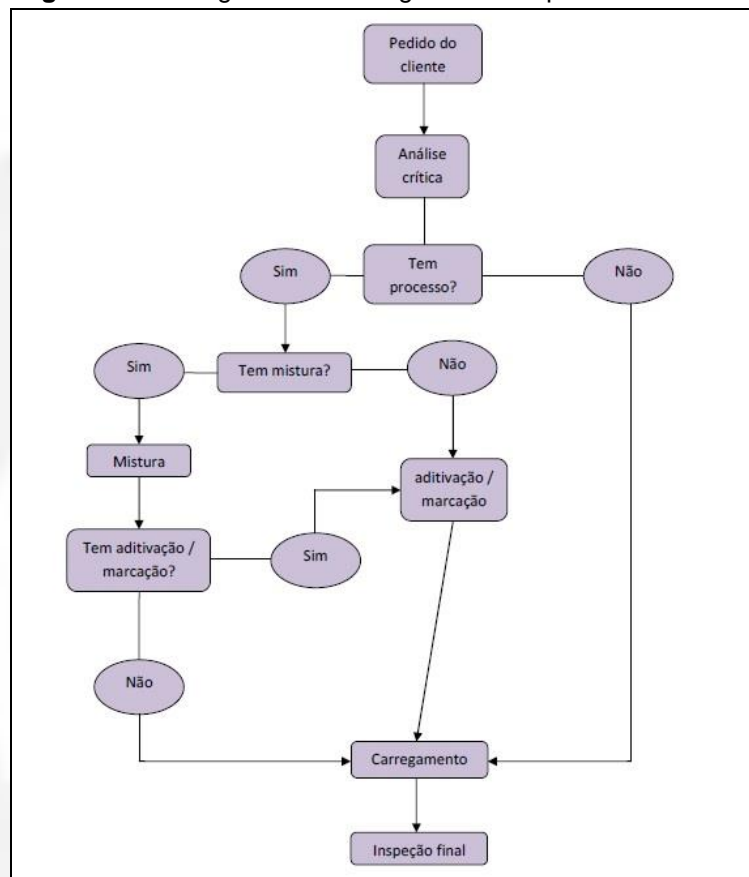 Pedido do
cliente
Análise
crítica
Sim
Tem
processo?
Não
Sim
Tem mistura?
Não
Mistura
aditivação /
marcação
Tem aditivação /
marcação?
Sim
Não
Carregamento
Inspeção final